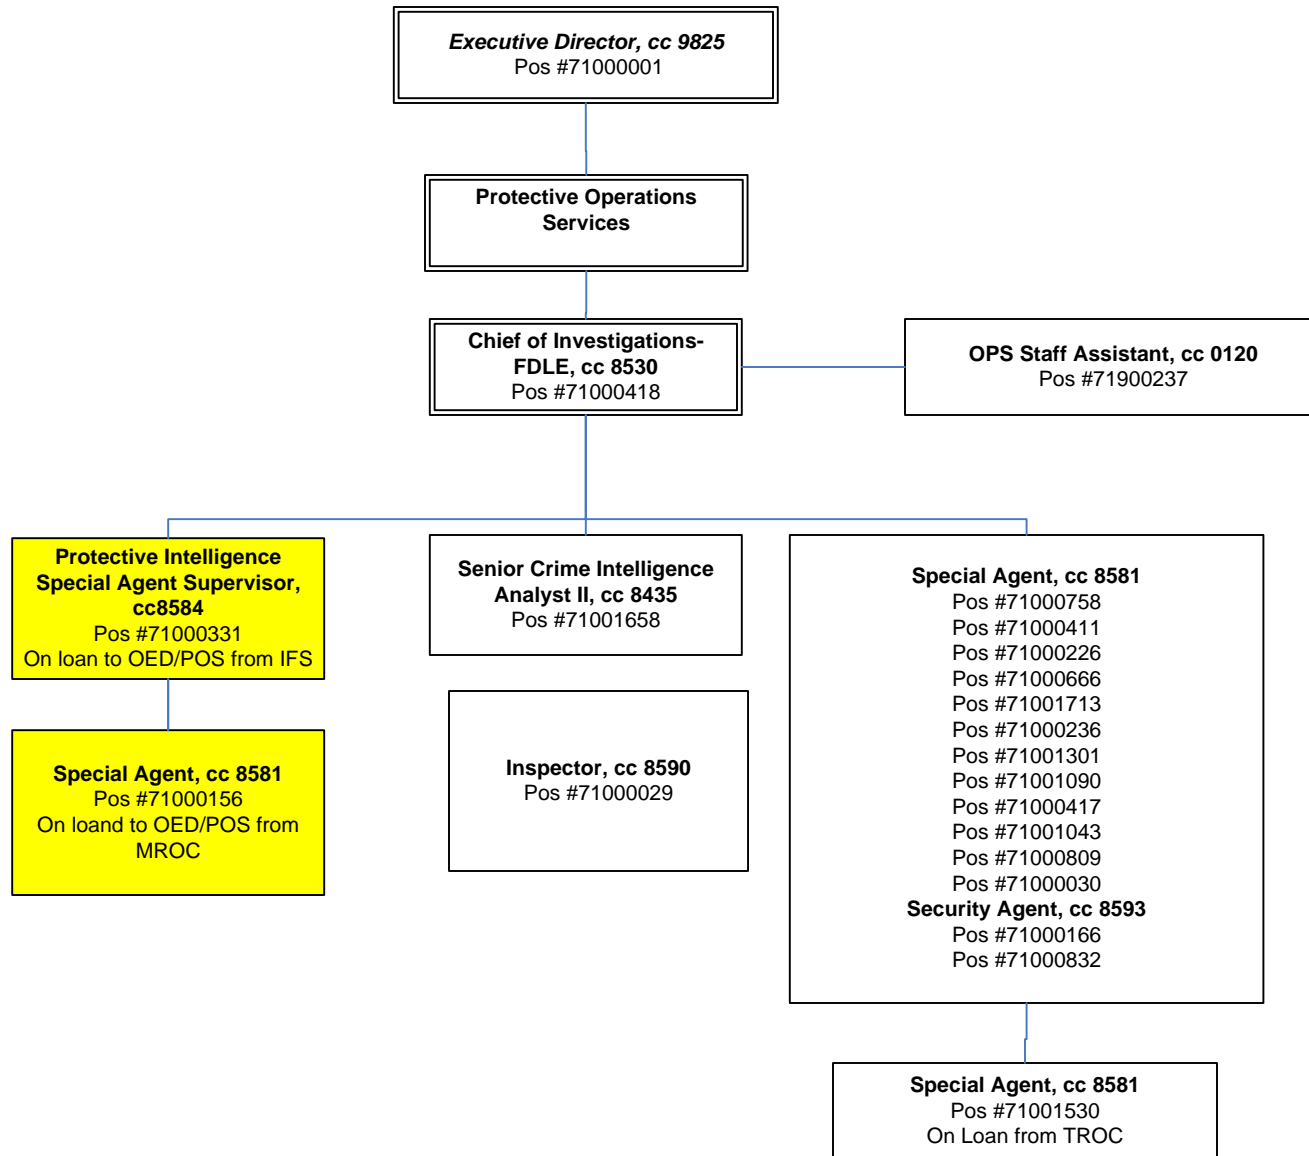 Executive Director, cc 9825
Pos #71000001
Protective Operations
Services
Chief of Investigations-
FDLE, cc 8530
Pos #71000418
OPS Staff Assistant, cc 0120
Pos #71900237
Protective Intelligence
Special Agent Supervisor,
cc8584
Pos #71000331
On loan to OED/POS from IFS
Special Agent, cc 8581
Pos #71000156
On loand to OED/POS from
MROC
Senior Crime Intelligence
Analyst II, cc 8435
Pos #71001658
Inspector, cc 8590
Pos #71000029
Special Agent, cc 8581
Pos #71000758
Pos #71000411
Pos #71000226
Pos #71000666
Pos #71001713
Pos #71000236
Pos #71001301
Pos #71001090
Pos #71000417
Pos #71001043
Pos #71000809
Pos #71000030
Security Agent, cc 8593
Pos #71000166
Pos #71000832
Special Agent, cc 8581
Pos #71001530
On Loan from TROC